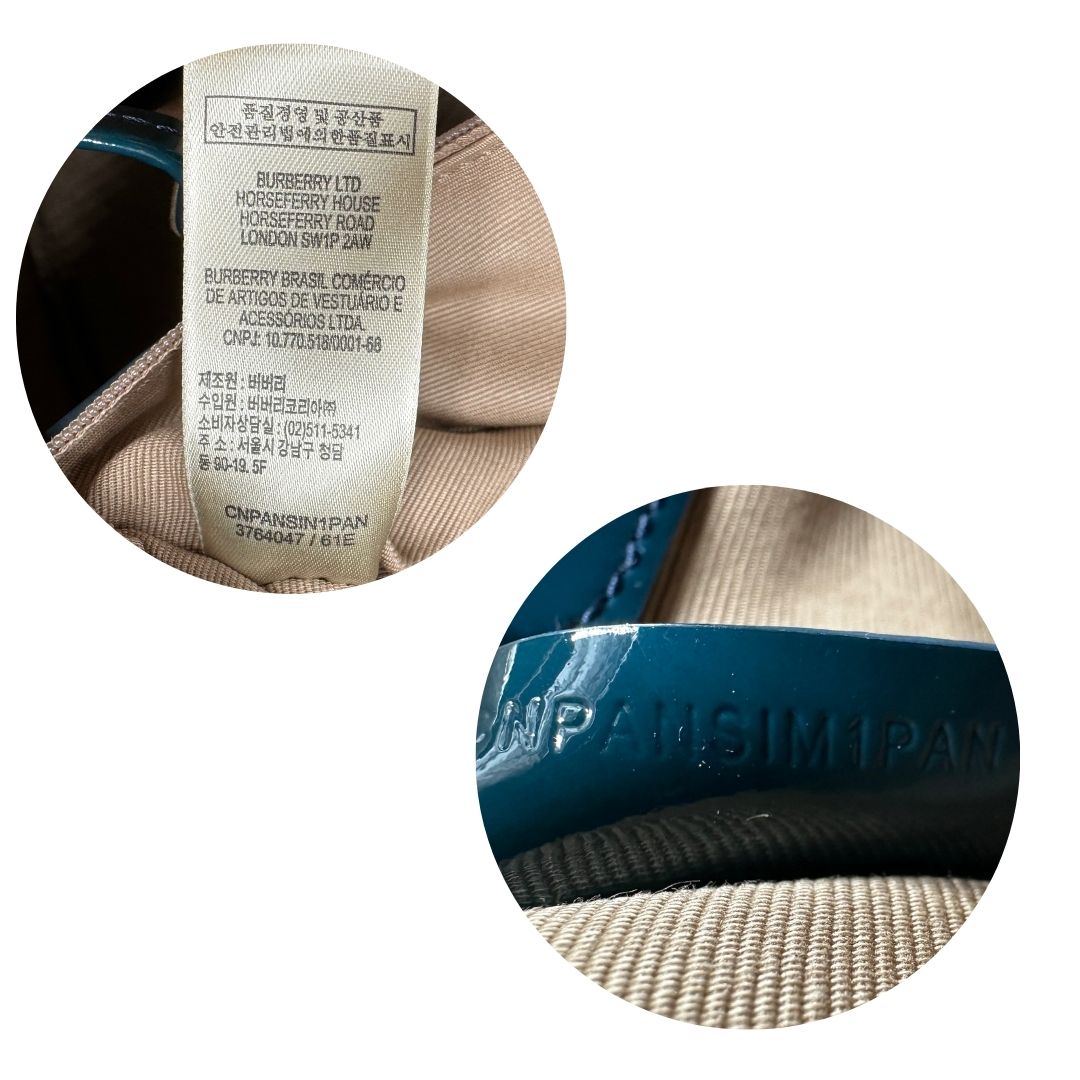 품질경영 및 공산품
안전관리법에의한품질표시
BURBERRY LTD
HORSEFERRY HOUSE
HORSEFERRY ROAD
LONDON SW1P 2AW
BURBERRY BRASIL COMÉRCIO
DE ARTIGOS DE VESTUÁRIO E
ACESSÓRIOS LTDA.
CNPJ: 10.770.518/0001-66
제조원 : 버버리
수입원 : 버버리코리아㈜
소비자상담실 : (02)511-5341
주 소 : 서울시 강남구 청담
동 90-19. 5F
CNPANSIN1PAN
3764047 / 61E
CNPANSIM1PAN